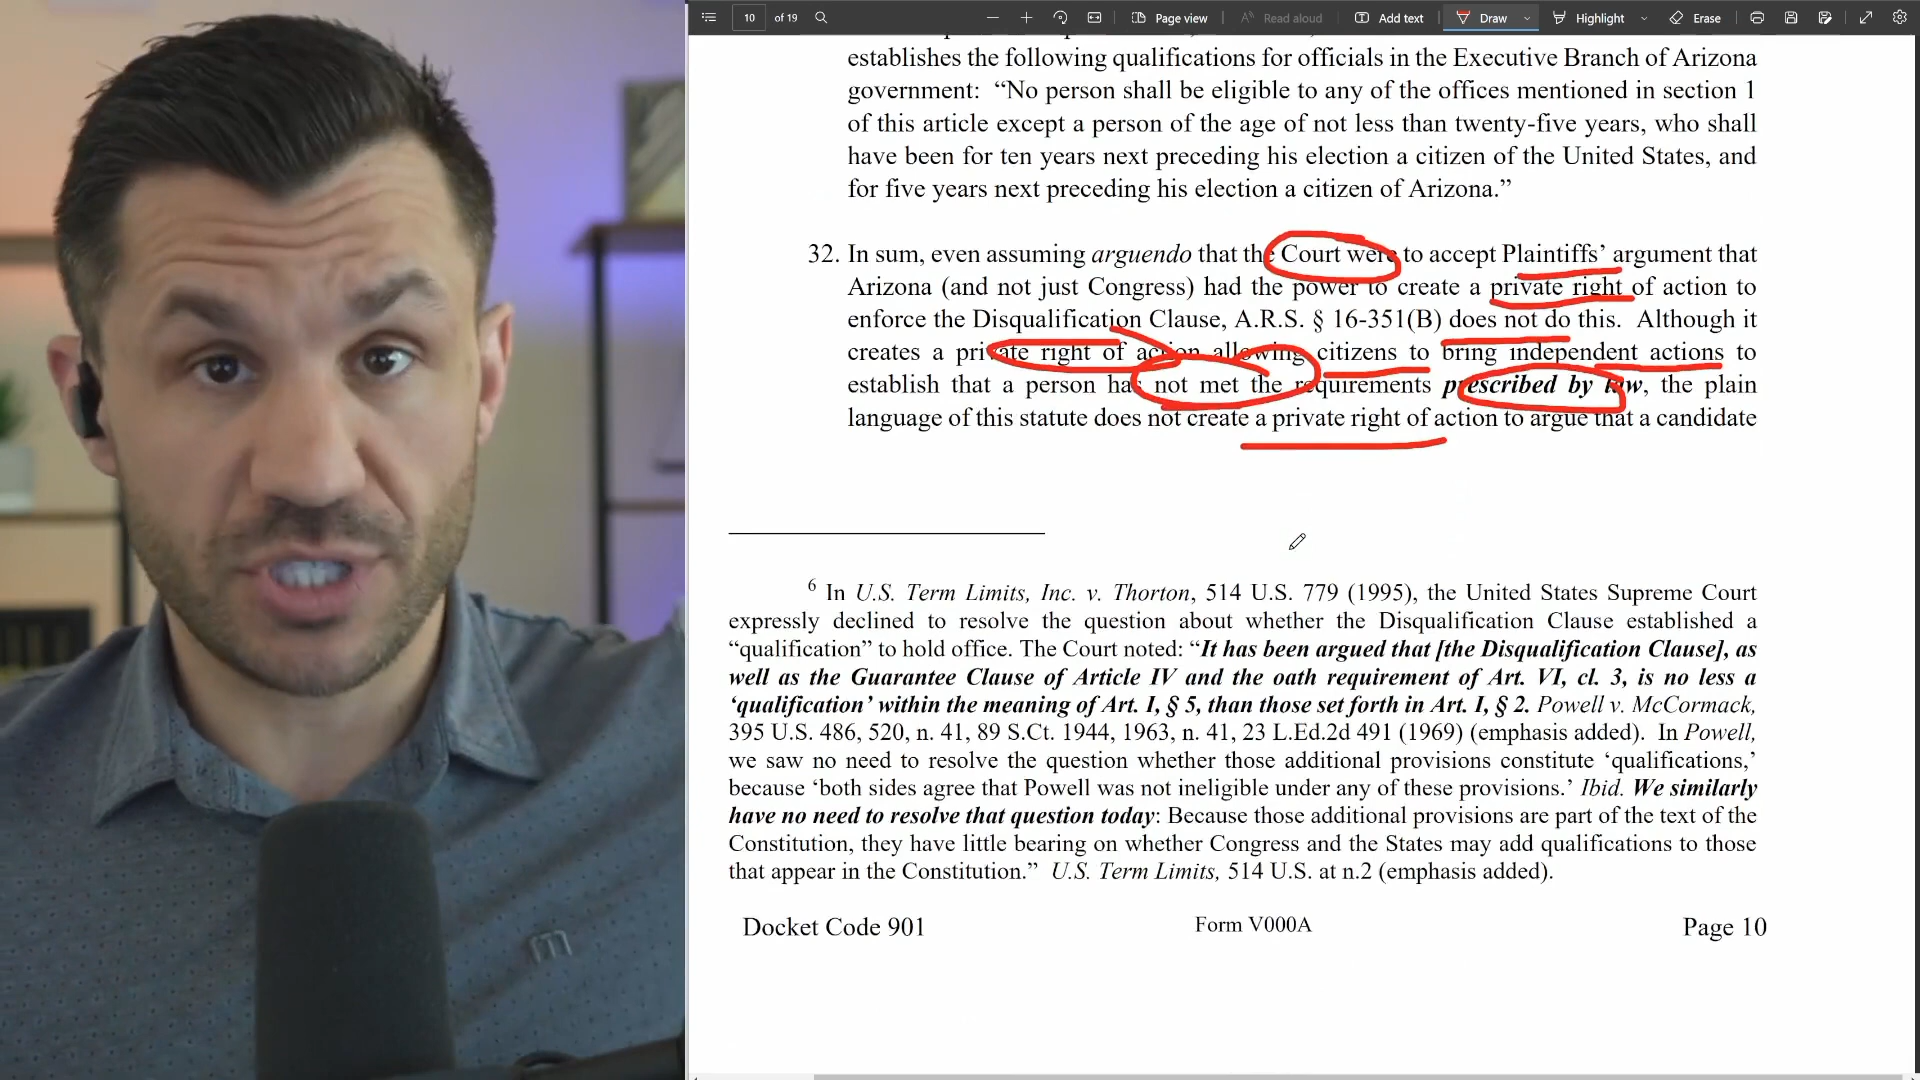 10 of 19 Page view Read aloud Add text Draw Highlight Erase
establishes the following qualifications for officials in the Executive Branch of Arizona
government: “No person shall be eligible to any of the offices mentioned in section 1
of this article except a person of the age of not less than twenty-five years, who shall
have been for ten years next preceding his election a citizen of the United States, and
for five years next preceding his election a citizen of Arizona.”
32. In sum, even assuming arguendo that the Court were to accept Plaintiffs’ argument that
Arizona (and not just Congress) had the power to create a private right of action to
enforce the Disqualification Clause, A.R.S. § 16-351(B) does not do this. Although it
creates a private right of action allowing citizens to bring independent actions to
establish that a person has not met the requirements prescribed by law, the plain
language of this statute does not create a private right of action to argue that a candidate
6 In U.S. Term Limits, Inc. v. Thorton, 514 U.S. 779 (1995), the United States Supreme Court
expressly declined to resolve the question about whether the Disqualification Clause established a
“qualification” to hold office. The Court noted: “It has been argued that [the Disqualification Clause], as
well as the Guarantee Clause of Article IV and the oath requirement of Art. VI, cl. 3, is no less a
‘qualification’ within the meaning of Art. I, § 5, than those set forth in Art. I, § 2. Powell v. McCormack,
395 U.S. 486, 520, n. 41, 89 S.Ct. 1944, 1963, n. 41, 23 L.Ed.2d 491 (1969) (emphasis added). In Powell,
we saw no need to resolve the question whether those additional provisions constitute ‘qualifications,’
because ‘both sides agree that Powell was not ineligible under any of these provisions.’ Ibid. We similarly
have no need to resolve that question today: Because those additional provisions are part of the text of the
Constitution, they have little bearing on whether Congress and the States may add qualifications to those
that appear in the Constitution.” U.S. Term Limits, 514 U.S. at n.2 (emphasis added).
Docket Code 901 Form V000A Page 10